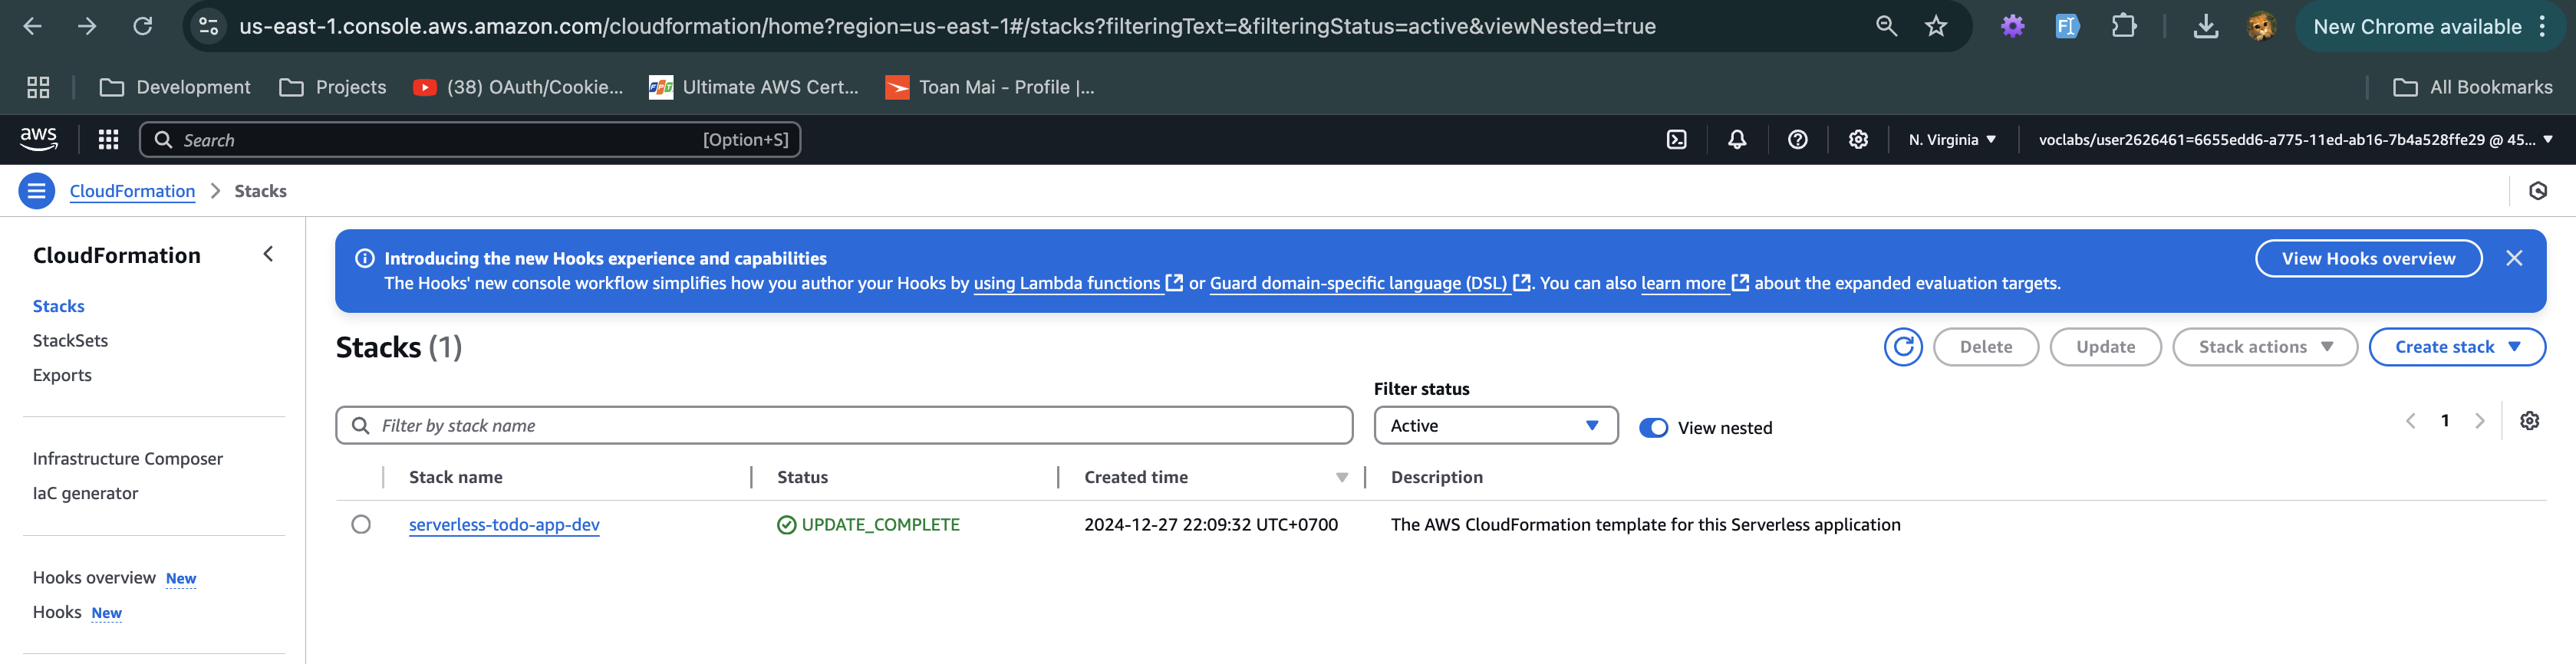 us-east-1.console.aws.amazon.com/cloudformation/home?region=us-east-1#/stacks?filteringText=&filteringStatus=active&viewNested=true
New Chrome available
Development
Projects
(38) OAuth/Cookie...
Ultimate AWS Cert...
Toan Mai - Profile |...
All Bookmarks
aws
Search
[Option+S]
N. Virginia
voclabs/user2626461=6655edd6-a775-11ed-ab16-7b4a528ffe29 @ 45...
CloudFormation
Stacks
CloudFormation
Stacks
StackSets
Exports
Infrastructure Composer
IaC generator
Hooks overview New
Hooks New
Introducing the new Hooks experience and capabilities
The Hooks' new console workflow simplifies how you author your Hooks by using Lambda functions or Guard domain-specific language (DSL). You can also learn more about the expanded evaluation targets.
View Hooks overview
Stacks (1)
Delete
Update
Stack actions
Create stack
Filter by stack name
Filter status
Active
View nested
1
Stack name
Status
Created time
Description
serverless-todo-app-dev
UPDATE_COMPLETE
2024-12-27 22:09:32 UTC+0700
The AWS CloudFormation template for this Serverless application